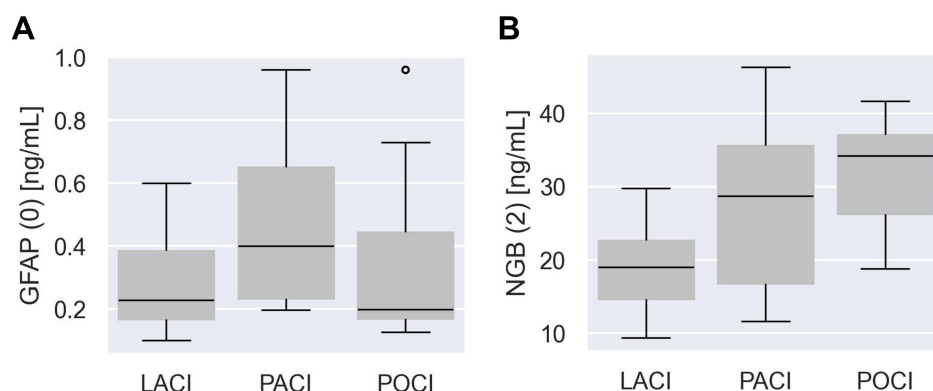 A
GFAP (0) [ng/mL]
1.0
0.8
0.6
0.4
0.2
LACI PACI POCI
B
NGB (2) [ng/mL]
40
30
20
10
LACI PACI POCI